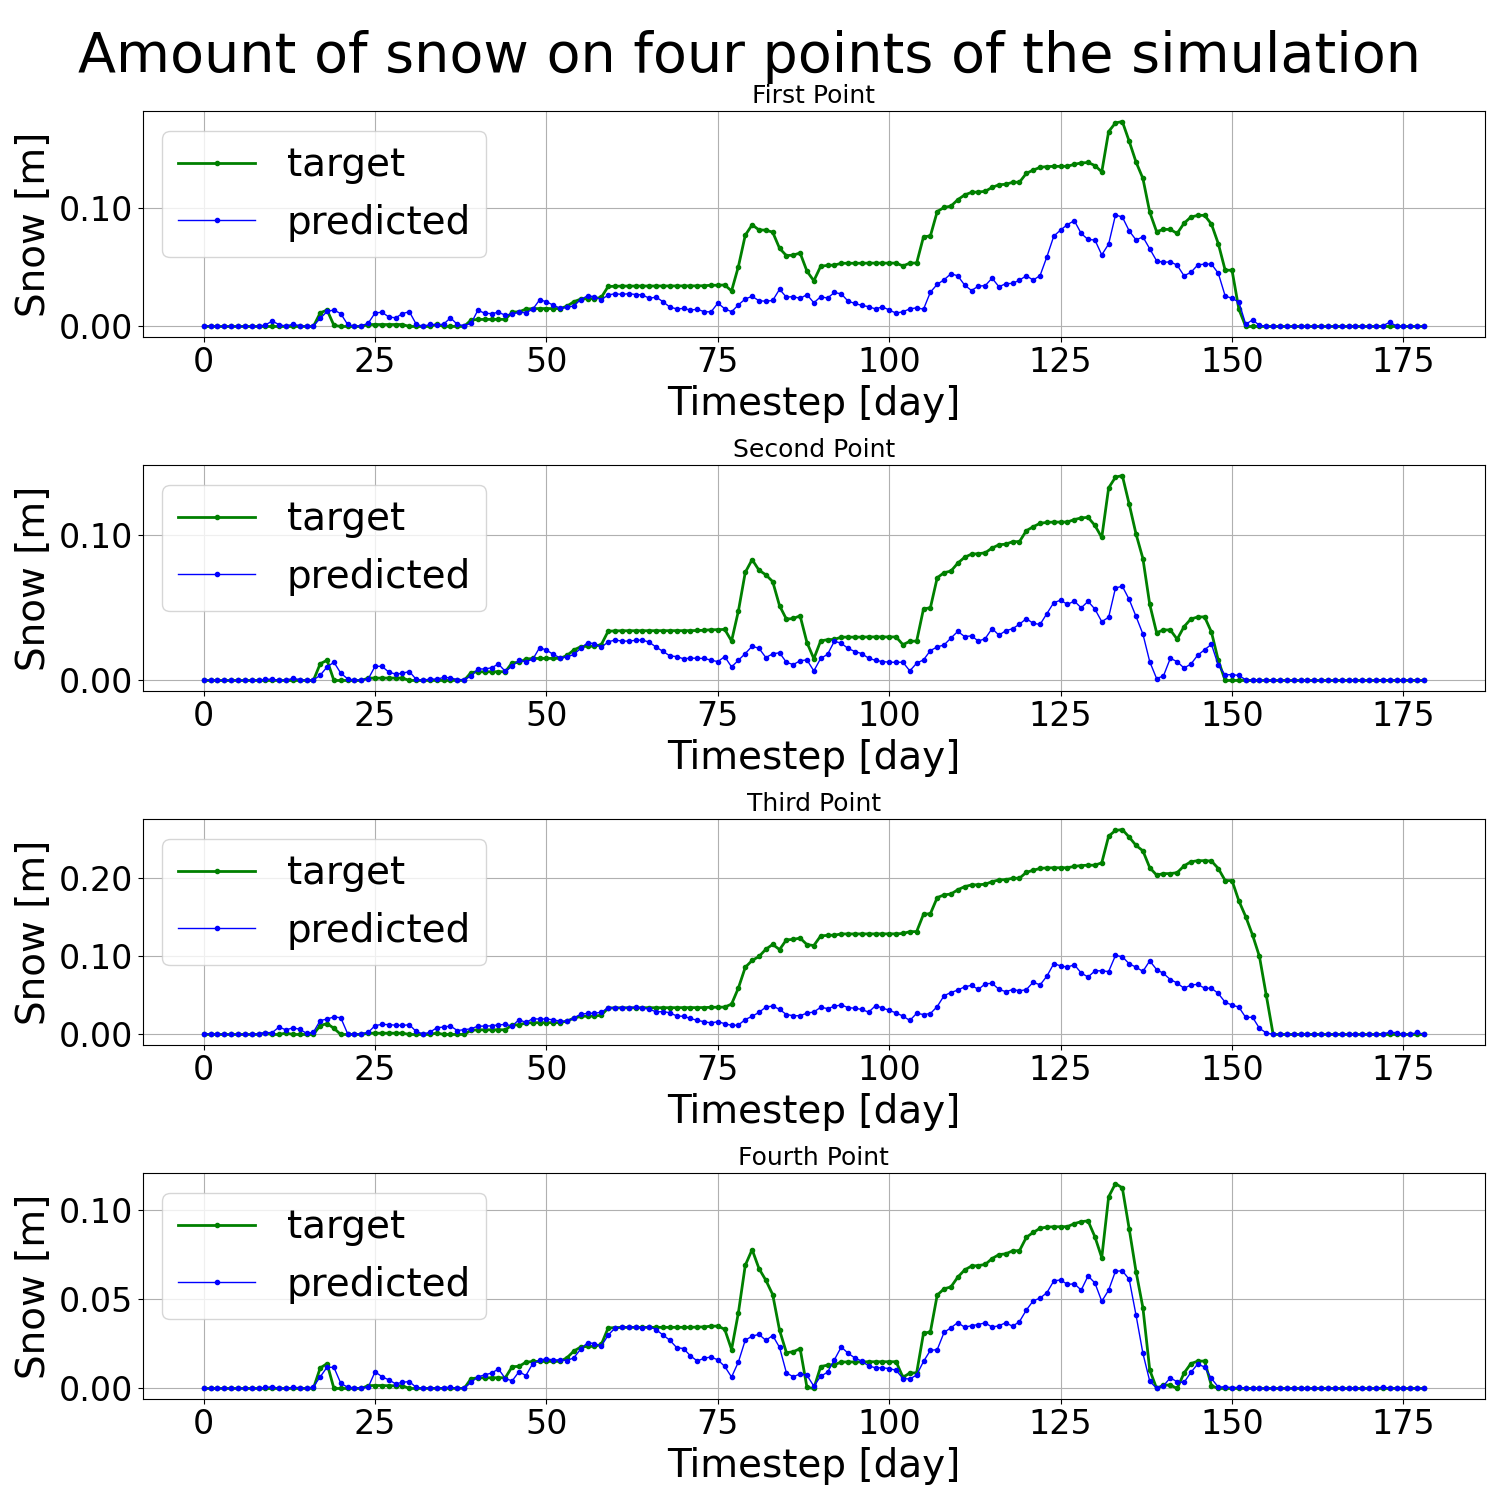 Amount of snow on four points of the simulation
First Point
Snow [m]
0.10
0.00
target
predicted
0 25 50 75 100 125 150 175
Timestep [day]
Second Point
Snow [m]
0.10
0.00
target
predicted
0 25 50 75 100 125 150 175
Timestep [day]
Third Point
Snow [m]
0.20
0.10
0.00
target
predicted
0 25 50 75 100 125 150 175
Timestep [day]
Fourth Point
Snow [m]
0.10
0.05
0.00
target
predicted
0 25 50 75 100 125 150 175
Timestep [day]